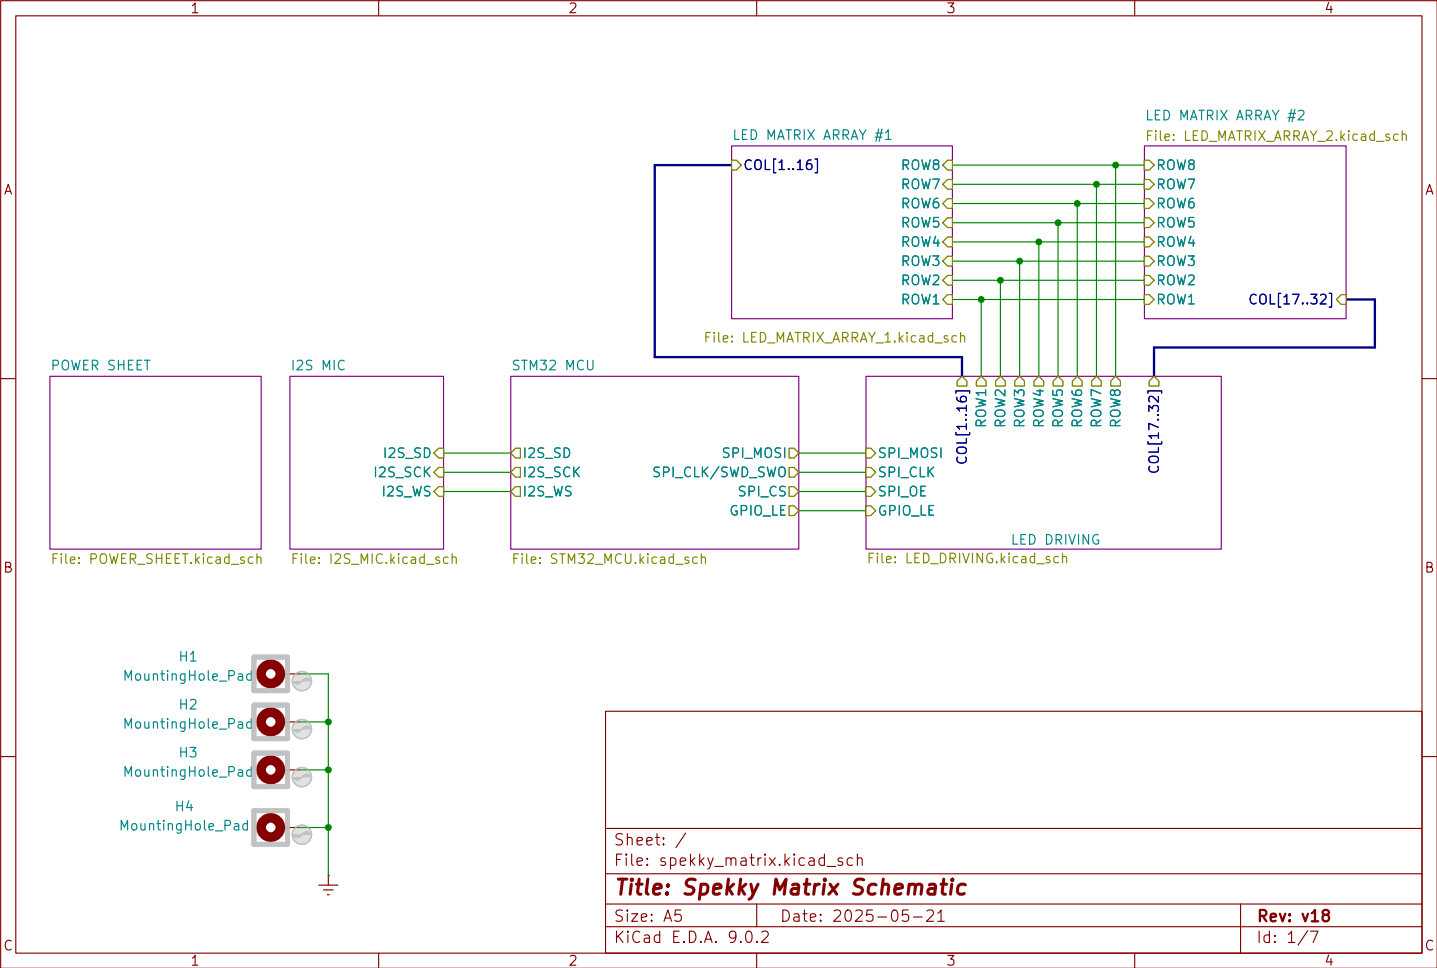 1 2 3 4
LED MATRIX ARRAY #2
LED MATRIX ARRAY #1
File: LED_MATRIX_ARRAY_2.kicad_sch
COL[1..16] ROW8 ROW8
A ROW7 ROW7 A
ROW6 ROW6
ROW5 ROW5
ROW4 ROW4
ROW3 ROW3
ROW2 ROW2
ROW1 ROW1 COL[17..32]
File: LED_MATRIX_ARRAY_1.kicad_sch
POWER SHEET I2S MIC STM32 MCU
COL[1..16] ROW1 ROW2 ROW3 ROW4 ROW5 ROW6 ROW7 ROW8 COL[17..32]
I2S_SD I2S_SD SPI_MOSI SPI_MOSI
I2S_SCK I2S_SCK SPI_CLK/SWD_SWO SPI_CLK
I2S_WS I2S_WS SPI_CS SPI_OE
GPIO_LE GPIO_LE
LED DRIVING
File: POWER_SHEET.kicad_sch File: I2S_MIC.kicad_sch File: STM32_MCU.kicad_sch File: LED_DRIVING.kicad_sch
B B
H1
MountingHole_Pad
H2
MountingHole_Pad
H3
MountingHole_Pad
H4
MountingHole_Pad
Sheet: /
File: spekky_matrix.kicad_sch
Title: Spekky Matrix Schematic
Size: A5 Date: 2025-05-21 Rev: v18
KiCad E.D.A. 9.0.2 Id: 1/7
C C
1 2 3 4